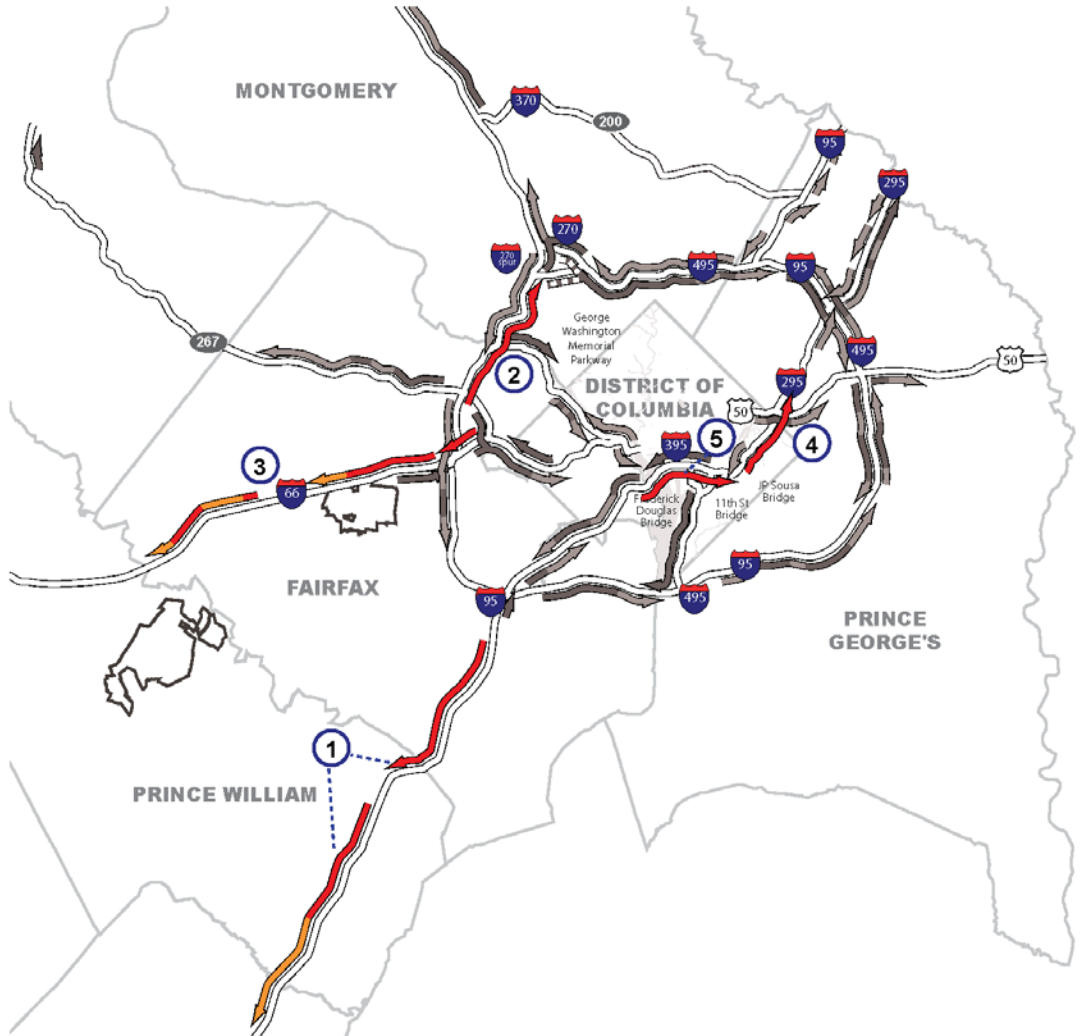 MONTGOMERY
370
200
95
295
270
270
spur
495
95
267
George
Washington
Memorial
Parkway
495
50
2
DISTRICT OF
COLUMBIA
295
50
5
4
395
3
66
Frederick
Douglas
Bridge
11th St
Bridge
JP Sousa
Bridge
FAIRFAX
95
95
495
PRINCE
GEORGE'S
1
PRINCE WILLIAM